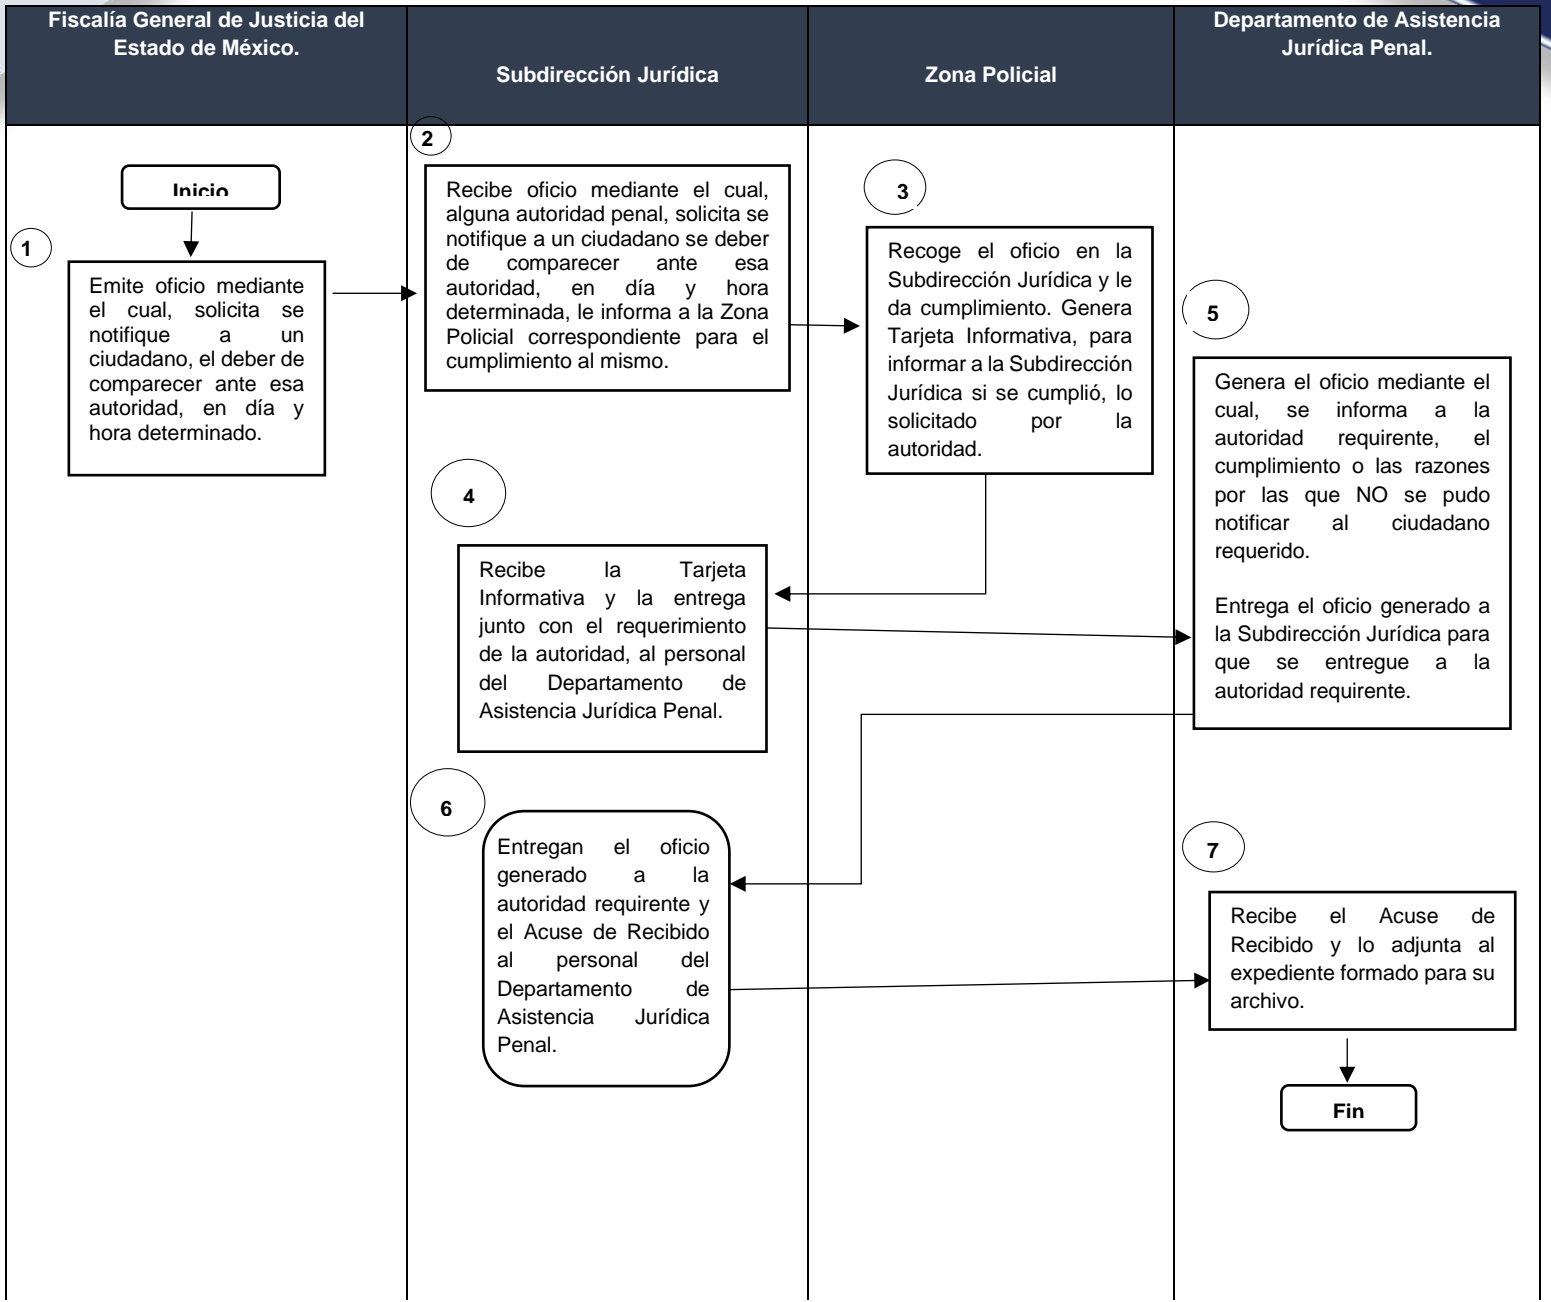 Fiscalía General de Justicia del
Estado de México.
Subdirección Jurídica
Zona Policial
Departamento de Asistencia
Jurídica Penal.
Inicio
1
Emite oficio mediante
el cual, solicita se
notifique a un
ciudadano, el deber de
comparecer ante esa
autoridad, en día y
hora determinado.
2
Recibe oficio mediante el cual,
alguna autoridad penal, solicita se
notifique a un ciudadano se deber
de comparecer ante esa
autoridad, en día y hora
determinada, le informa a la Zona
Policial correspondiente para el
cumplimiento al mismo.
3
Recoge el oficio en la
Subdirección Jurídica y le
da cumplimiento. Genera
Tarjeta Informativa, para
informar a la Subdirección
Jurídica si se cumplió, lo
solicitado por la
autoridad.
4
Recibe la Tarjeta
Informativa y la entrega
junto con el requerimiento
de la autoridad, al personal
del Departamento de
Asistencia Jurídica Penal.
5
Genera el oficio mediante el
cual, se informa a la
autoridad requirente, el
cumplimiento o las razones
por las que NO se pudo
notificar al ciudadano
requerido.
Entrega el oficio generado a
la Subdirección Jurídica para
que se entregue a la
autoridad requirente.
6
Entregan el oficio
generado a la
autoridad requirente y
el Acuse de Recibido
al personal del
Departamento de
Asistencia Jurídica
Penal.
7
Recibe el Acuse de
Recibido y lo adjunta al
expediente formado para su
archivo.
Fin